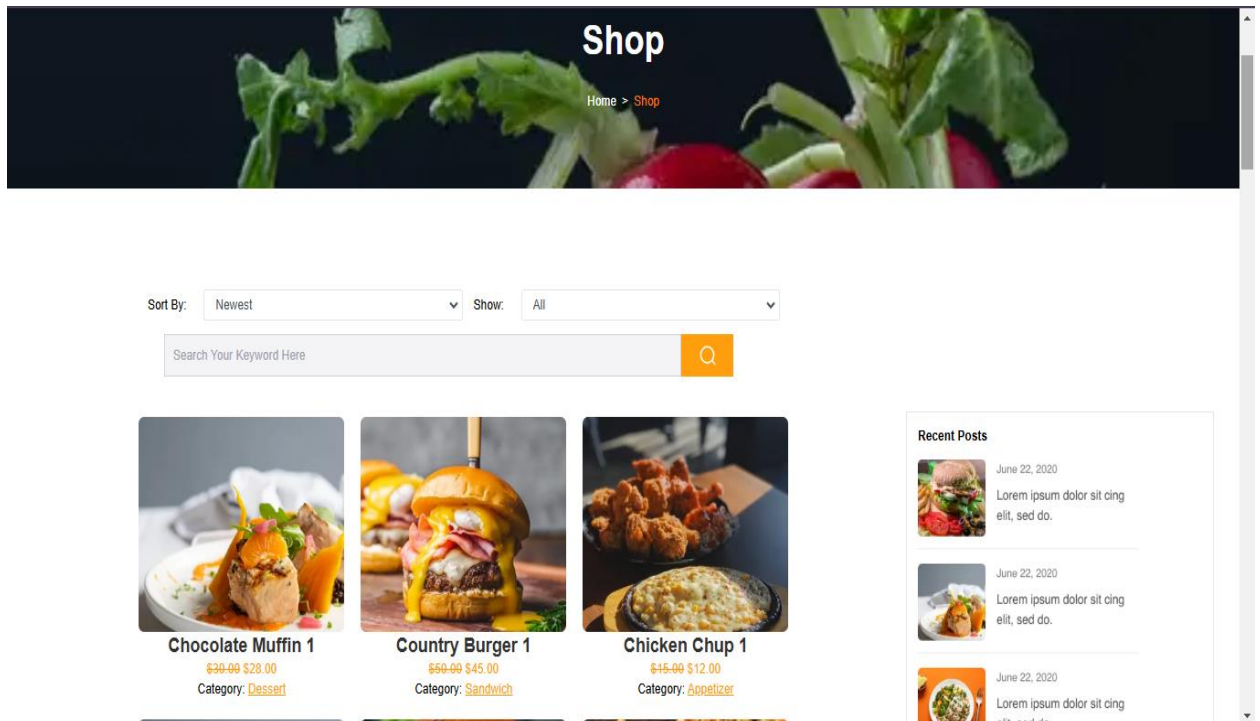 Shop
Home > Shop
Sort By: Newest Show: All
Search Your Keyword Here
Chocolate Muffin 1
$30.00 $28.00
Category: Dessert
Country Burger 1
$50.00 $45.00
Category: Sandwich
Chicken Chup 1
$15.00 $12.00
Category: Appetizer
Recent Posts
June 22, 2020
Lorem ipsum dolor sit cing
elit, sed do.
June 22, 2020
Lorem ipsum dolor sit cing
elit, sed do.
June 22, 2020
Lorem ipsum dolor sit cing